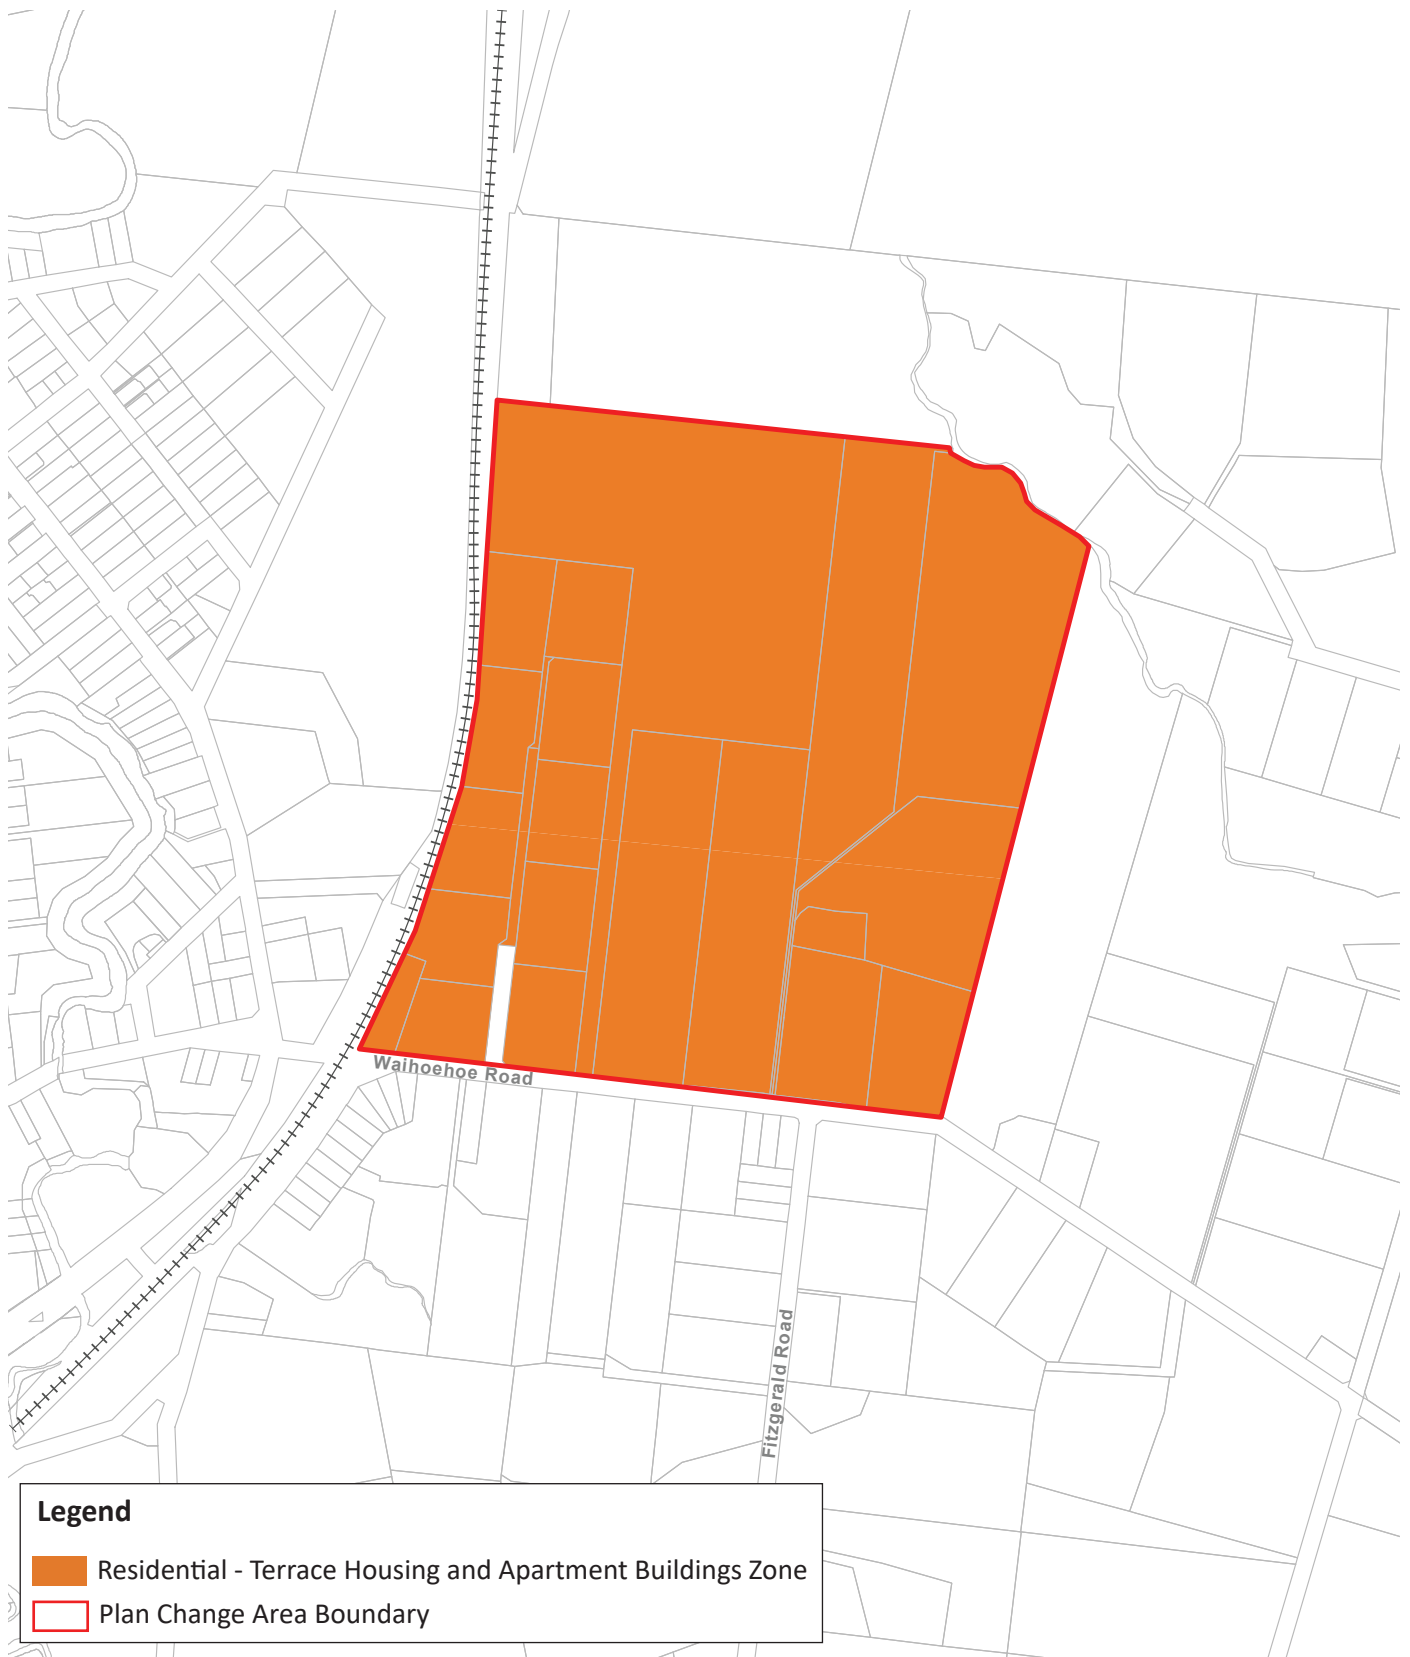 Waihoehoe Road
Fitzgerald Road
Legend
Residential - Terrace Housing and Apartment Buildings Zone
Plan Change Area Boundary